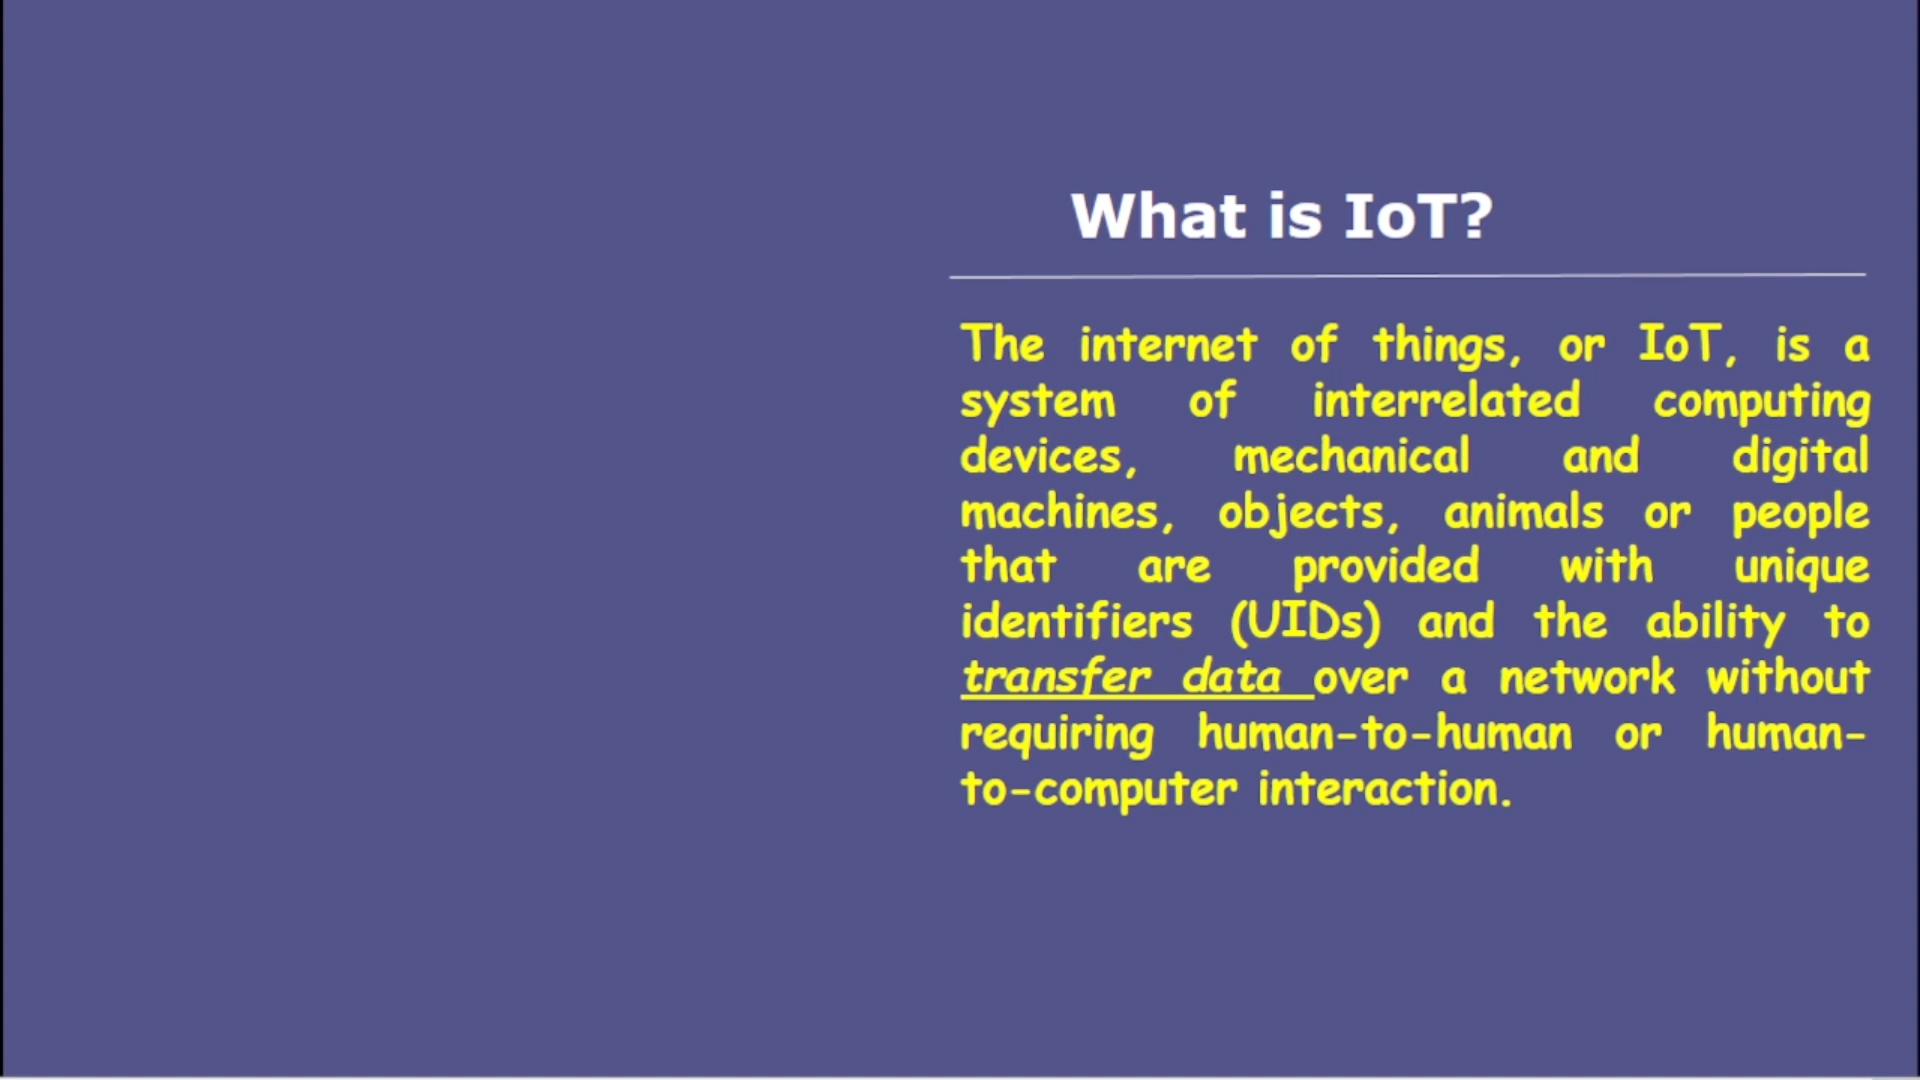 What is IoT?
The internet of things, or IoT, is a
system of interrelated computing
devices, mechanical and digital
machines, objects, animals or people
that are provided with unique
identifiers (UIDs) and the ability to
transfer data over a network without
requiring human-to-human or human-
to-computer interaction.